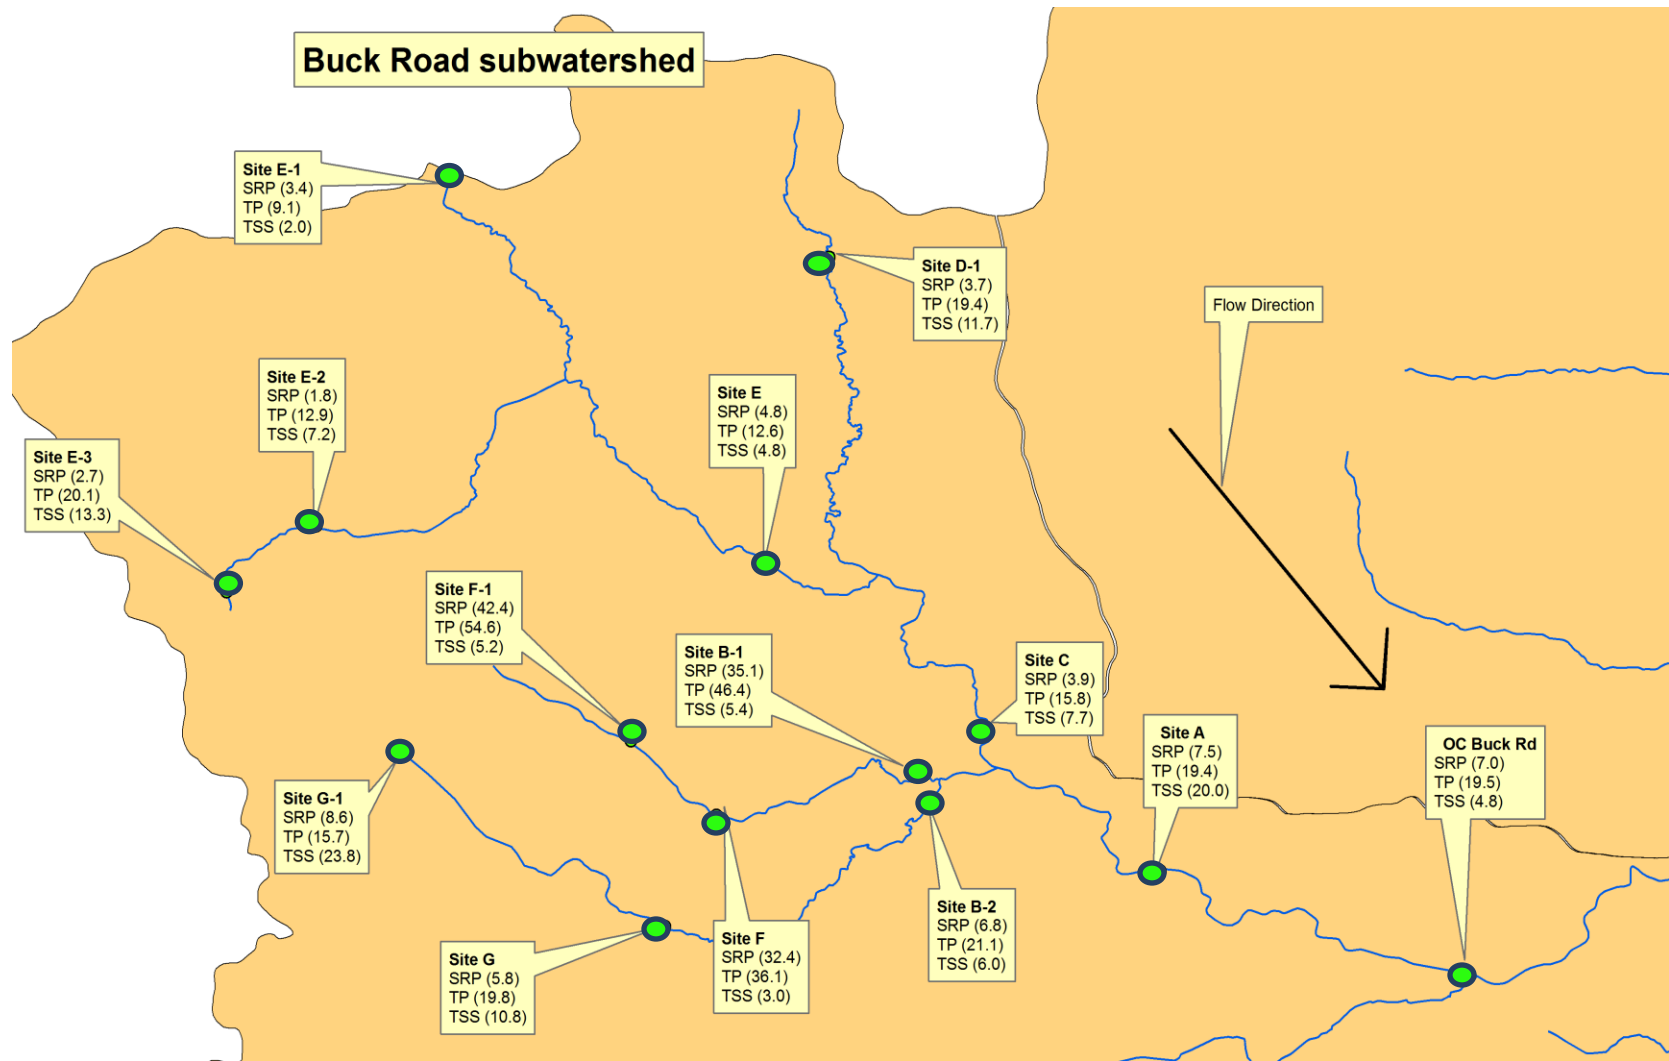 Buck Road subwatershed
Site E-1
SRP (3.4)
TP (9.1)
TSS (2.0)
Site D-1
SRP (3.7)
TP (19.4)
TSS (11.7)
Flow Direction
Site E-2
SRP (1.8)
TP (12.9)
TSS (7.2)
Site E
SRP (4.8)
TP (12.6)
TSS (4.8)
Site E-3
SRP (2.7)
TP (20.1)
TSS (13.3)
Site F-1
SRP (42.4)
TP (54.6)
TSS (5.2)
Site B-1
SRP (35.1)
TP (46.4)
TSS (5.4)
Site C
SRP (3.9)
TP (15.8)
TSS (7.7)
Site A
SRP (7.5)
TP (19.4)
TSS (20.0)
OC Buck Rd
SRP (7.0)
TP (19.5)
TSS (4.8)
Site G-1
SRP (8.6)
TP (15.7)
TSS (23.8)
Site B-2
SRP (6.8)
TP (21.1)
TSS (6.0)
Site F
SRP (32.4)
TP (36.1)
TSS (3.0)
Site G
SRP (5.8)
TP (19.8)
TSS (10.8)